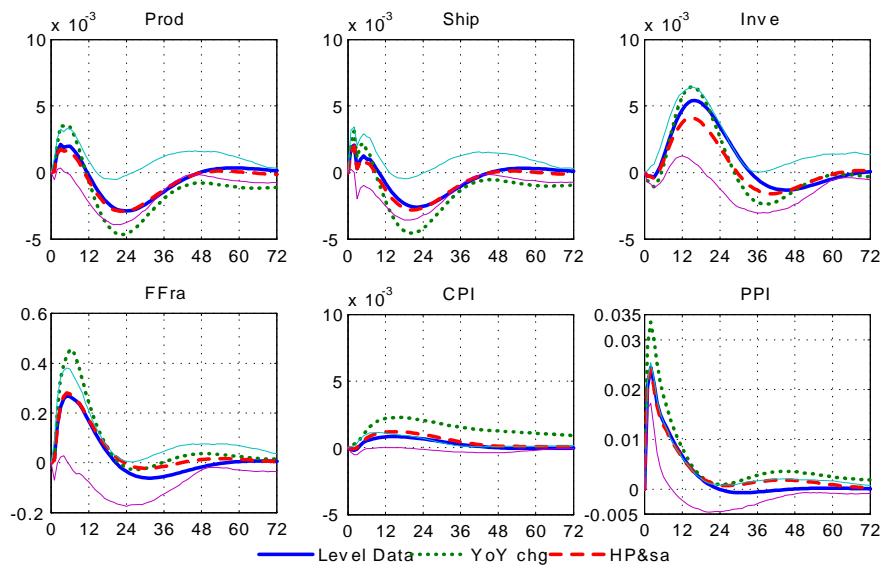 x 10⁻³ Prod
10
5
0
-5
0 12 24 36 48 60 72
x 10⁻³ Ship
10
5
0
-5
0 12 24 36 48 60 72
x 10⁻³ Inve
10
5
0
-5
0 12 24 36 48 60 72
FFra
0.6
0.4
0.2
0
-0.2
0 12 24 36 48 60 72
x 10⁻³ CPI
10
5
0
-5
0 12 24 36 48 60 72
PPI
0.035
0.03
0.02
0.011
0
-0.005
0 12 24 36 48 60 72
Level Data YoY chg HP&sa